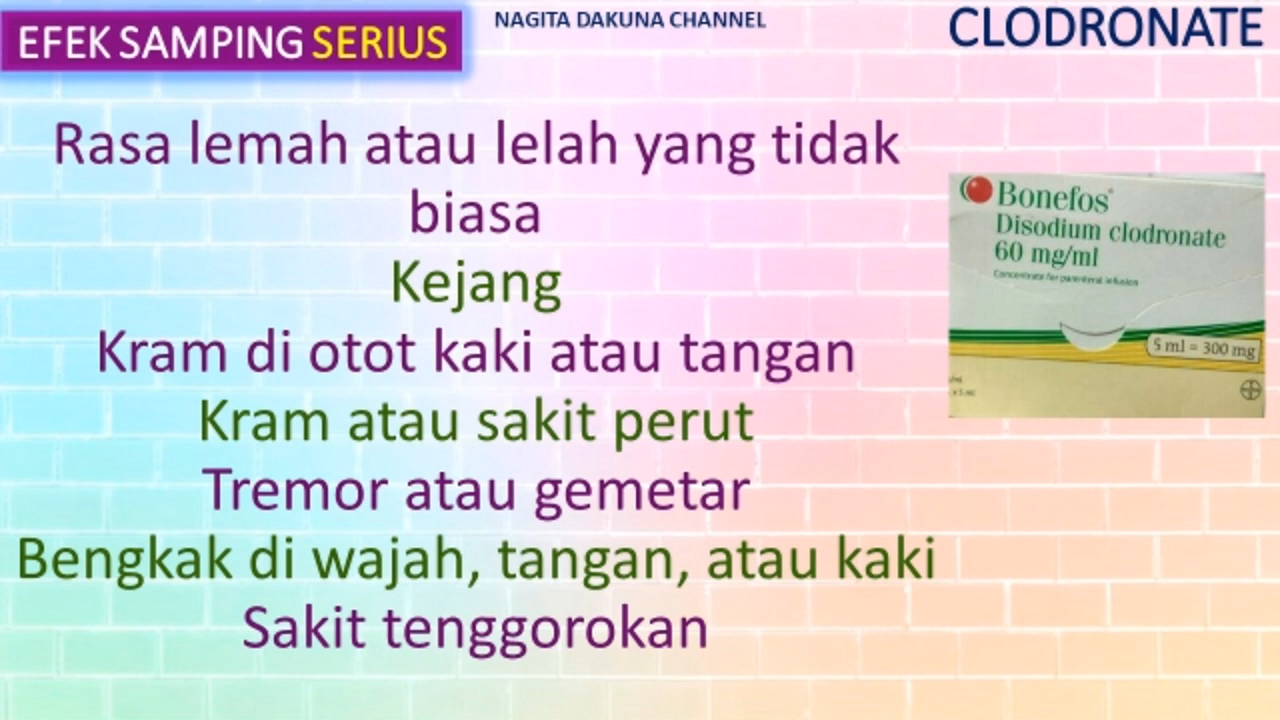 EFEK SAMPING SERIUS
NAGITA DAKUNA CHANNEL
CLODRONATE
Rasa lemah atau lelah yang tidak
biasa
Kejang
Kram di otot kaki atau tangan
Kram atau sakit perut
Tremor atau gemetar
Bengkak di wajah, tangan, atau kaki
Sakit tenggorokan
Bonefos®
Disodium clodronate
60 mg/ml
Concentrate for parenteral infusion
5 ml = 300 mg